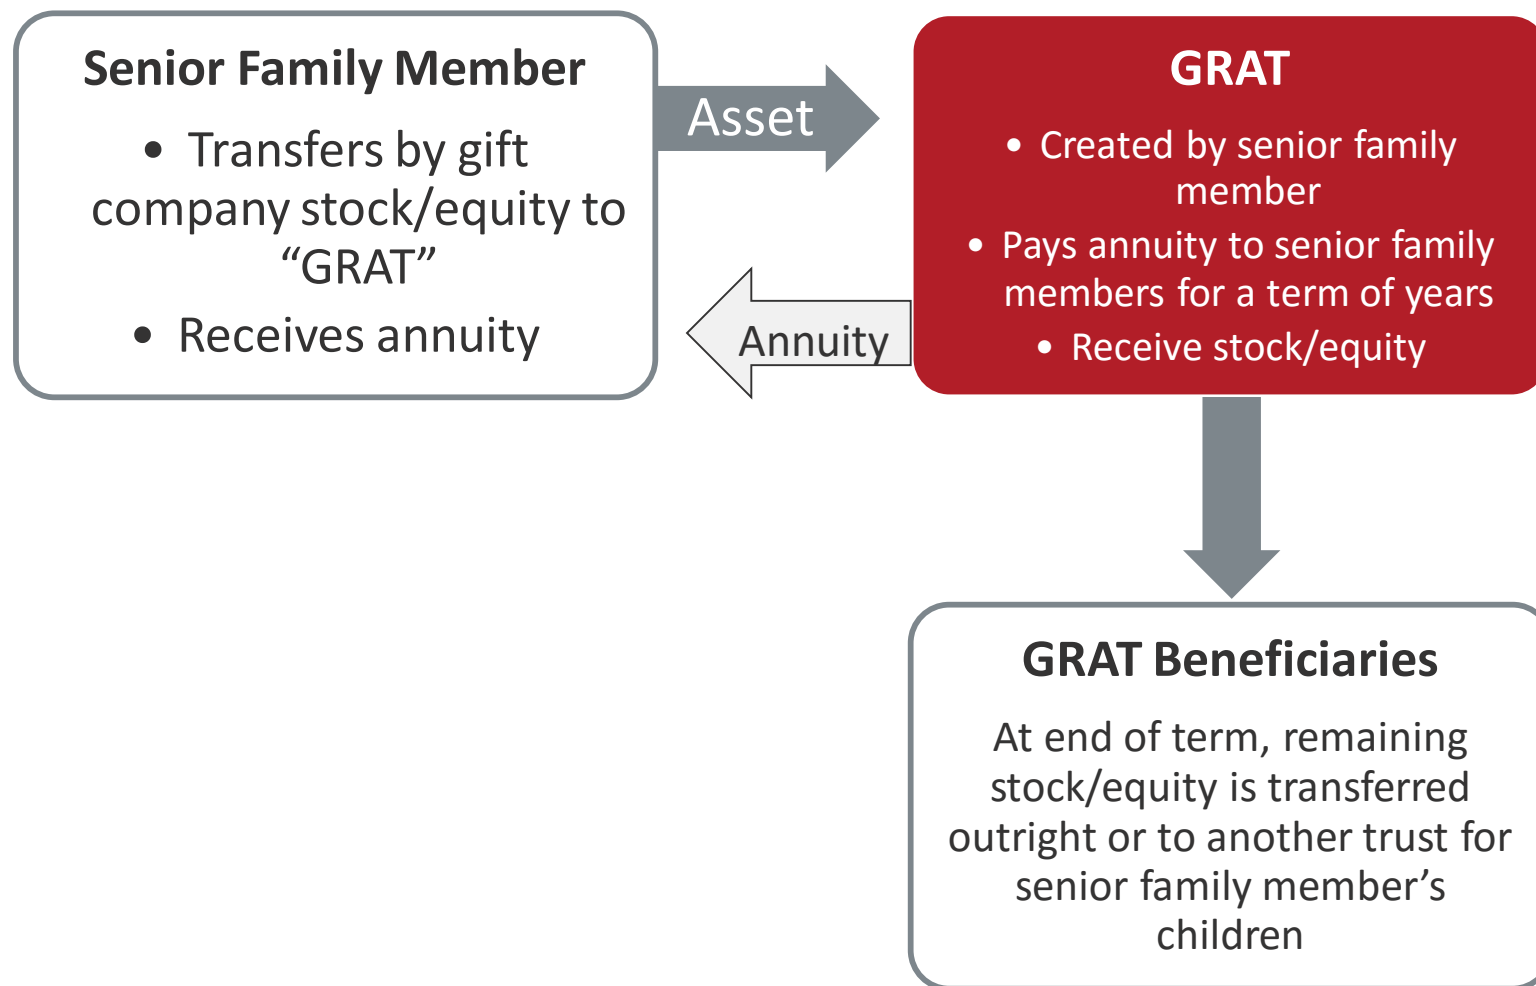 Senior Family Member
• Transfers by gift
company stock/equity to
“GRAT”
• Receives annuity
Asset
Annuity
GRAT
• Created by senior family
member
• Pays annuity to senior family
members for a term of years
• Receive stock/equity
GRAT Beneficiaries
At end of term, remaining
stock/equity is transferred
outright or to another trust for
senior family member’s
children